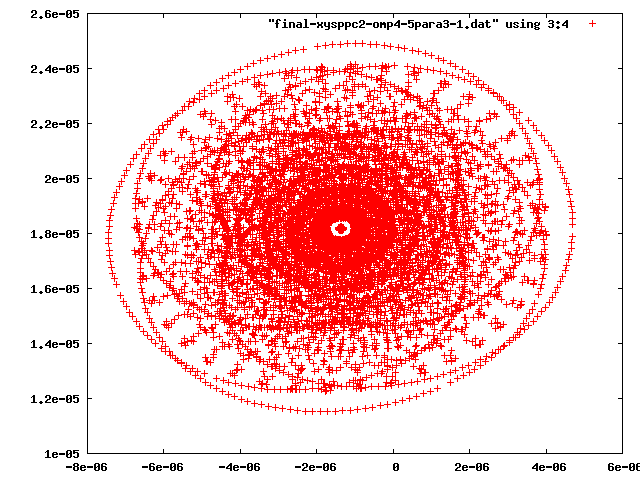 2.6e-05
"final-xysppc2-omp4-5para3-1.dat" using 3:4
2.4e-05
2.2e-05
2e-05
1.8e-05
1.6e-05
1.4e-05
1.2e-05
1e-05
-8e-06 -6e-06 -4e-06 -2e-06 0 2e-06 4e-06 6e-06